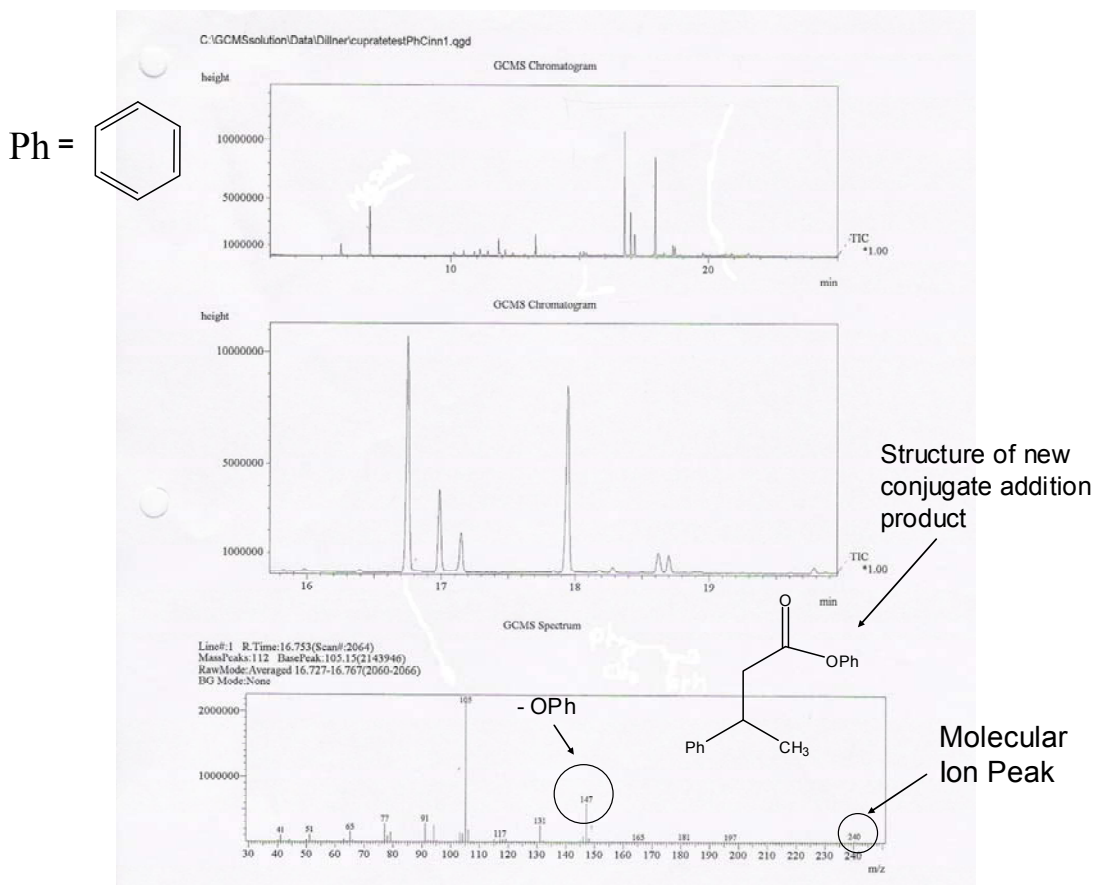 C:\GCMSsolution\Data\Dillner\cupratetestPhCinn1.qgd
GCMS Chromatogram
height
Ph =
10000000
5000000
1000000
TIC
*1.00
10 20
min
GCMS Chromatogram
height
10000000
5000000
1000000
TIC
*1.00
16 17 18 19
min
Structure of new
conjugate addition
product
O
OPh
Ph
CH3
GCMS Spectrum
Line#:1 R.Time:16.753(Scan#:2064)
MassPeaks:112 BasePeak:105.15(2143946)
RawMode:Averaged 16.727-16.767(2060-2066)
BG Mode:None
2000000
1000000
105
- OPh
147
Molecular
Ion Peak
41 51 65 77 91 117 131 165 181 197 240
30 40 50 60 70 80 90 100 110 120 130 140 150 160 170 180 190 200 210 220 230 240
m/z